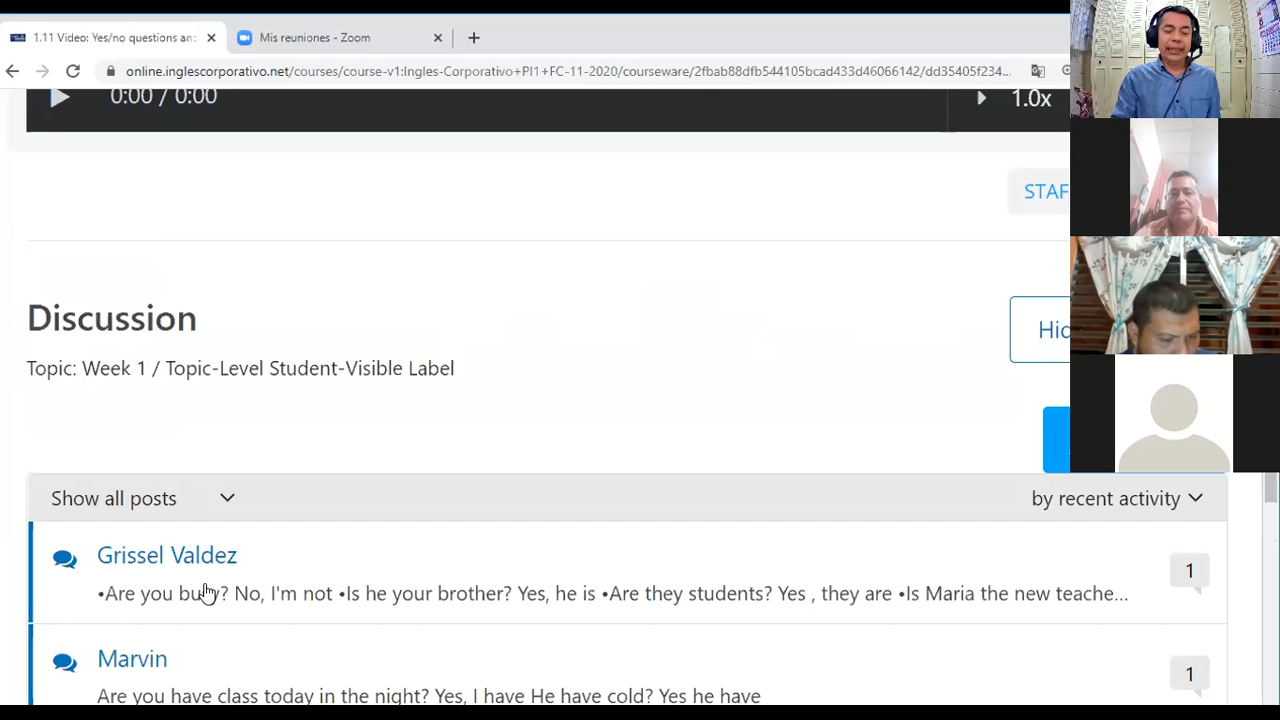 1.11 Video: Yes/no questions an
Mis reuniones - Zoom
online.inglescorporativo.net/courses/course-v1:Ingles-Corporativo+PI1+FC-11-2020/courseware/2fbab88dfb544109bcad433d46066142/dd35405f234...
0:00 / 0:00
1.0x
STAF
Discussion
Hid
Topic: Week 1 / Topic-Level Student-Visible Label
Show all posts
by recent activity
Grissel Valdez
•Are you busy? No, I'm not •Is he your brother? Yes, he is •Are they students? Yes , they are •Is Maria the new teache...
1
Marvin
1
Are you have class today in the night? Yes, I have He have cold? Yes he have